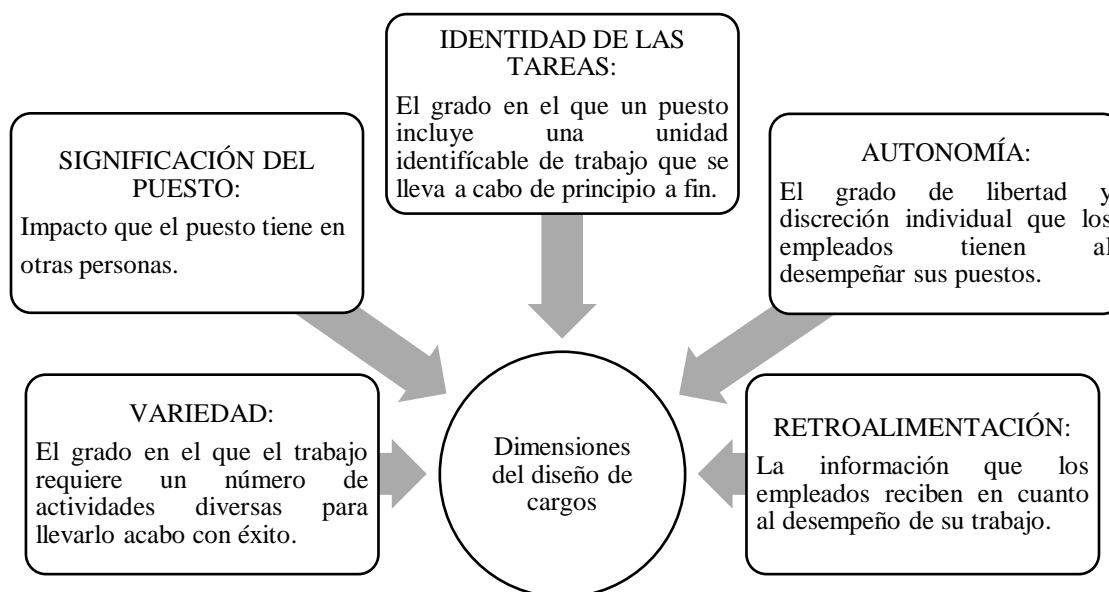 IDENTIDAD DE LAS
TAREAS:
El grado en el que un puesto
incluye una unidad
identifícable de trabajo que se
lleva a cabo de principio a fin.
SIGNIFICACIÓN DEL
PUESTO:
Impacto que el puesto tiene en
otras personas.
AUTONOMÍA:
El grado de libertad y
discreción individual que los
empleados tienen al
desempeñar sus puestos.
VARIEDAD:
El grado en el que el trabajo
requiere un número de
actividades diversas para
llevarlo acabo con éxito.
Dimensiones
del diseño de
cargos
RETROALIMENTACIÓN:
La información que los
empleados reciben en cuanto
al desempeño de su trabajo.